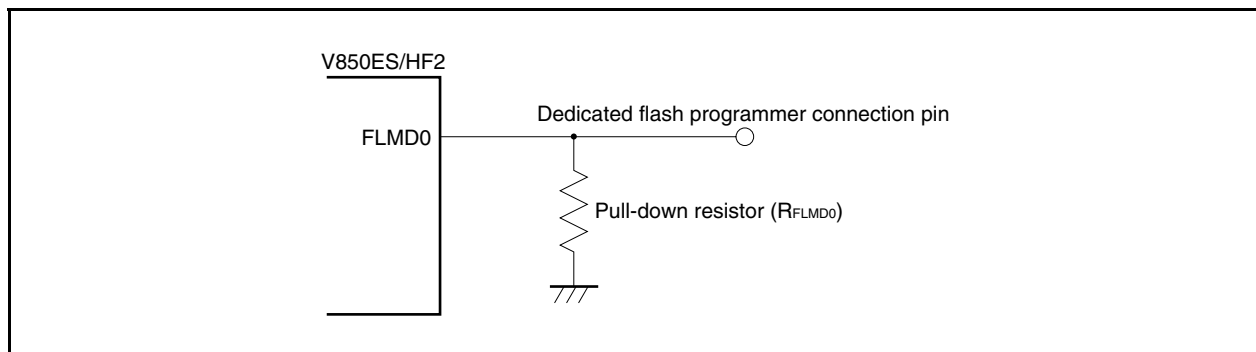 V850ES/HF2
Dedicated flash programmer connection pin
FLMD0
Pull-down resistor (RFLMD0)